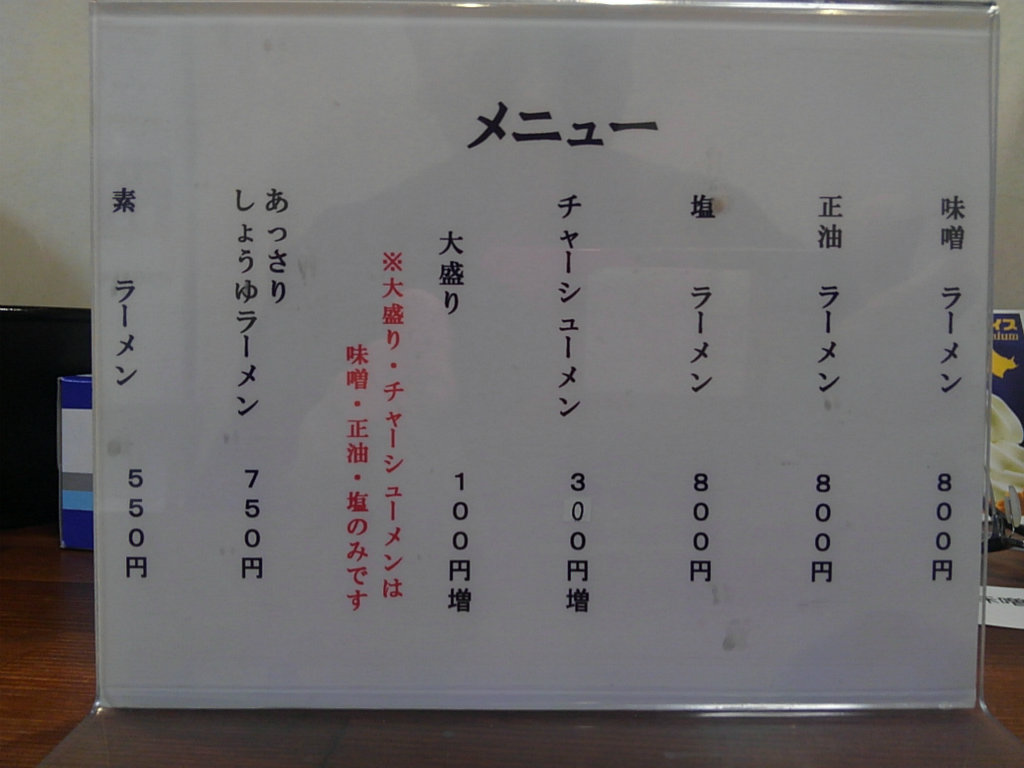 メニュー
味噌 ラーメン 800円
正油 ラーメン 800円
塩 ラーメン 800円
チャーシューメン 300円増
大盛り 100円増
※大盛り・チャーシューメンは
味噌・正油・塩のみです
あっさり
しょうゆラーメン 750円
素 ラーメン 550円
イス